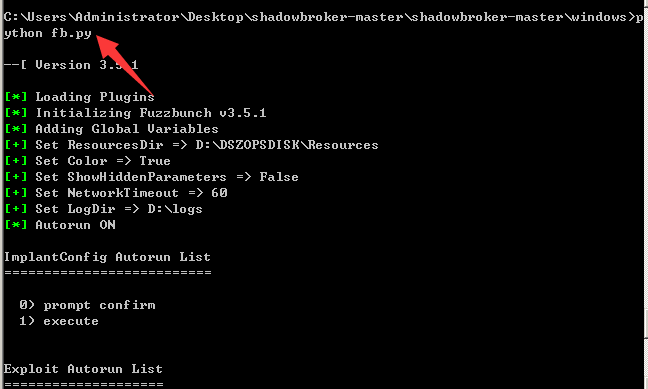 C:\Users\Administrator\Desktop\shadowbroker-master\shadowbroker-master\windows>p
ython fb.py
--[ Version 3.5.1
[*] Loading Plugins
[*] Initializing Fuzzbunch v3.5.1
[*] Adding Global Variables
[+] Set ResourcesDir => D:\DSZOPSDISK\Resources
[+] Set Color => True
[+] Set ShowHiddenParameters => False
[+] Set NetworkTimeout => 60
[+] Set LogDir => D:\logs
[*] Autorun ON
ImplantConfig Autorun List
==========================
0) prompt confirm
1) execute
Exploit Autorun List
====================